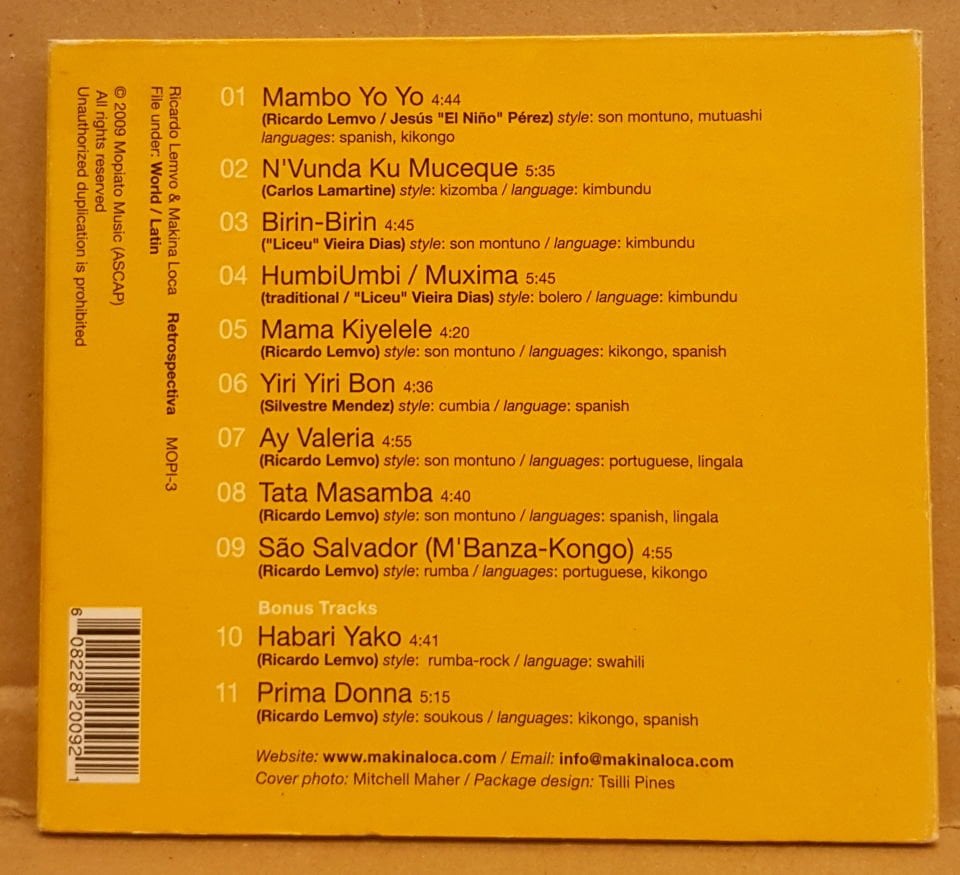 01 Mambo Yo Yo 4:44
(Ricardo Lemvo / Jesús "El Niño" Pérez) style: son montuno, mutuashi
languages: spanish, kikongo
02 N'Vunda Ku Muceque 5:35
(Carlos Lamartine) style: kizomba / language: kimbundu
03 Birin-Birin 4:45
("Liceu" Vieira Dias) style: son montuno / language: kimbundu
04 HumbiUmbi / Muxima 5:45
(traditional / "Liceu" Vieira Dias) style: bolero / language: kimbundu
05 Mama Kiyelele 4:20
(Ricardo Lemvo) style: son montuno / languages: kikongo, spanish
06 Yiri Yiri Bon 4:36
(Silvestre Mendez) style: cumbia / language: spanish
07 Ay Valeria 4:55
(Ricardo Lemvo) style: son montuno / languages: portuguese, lingala
08 Tata Masamba 4:40
(Ricardo Lemvo) style: son montuno / languages: spanish, lingala
09 São Salvador (M'Banza-Kongo) 4:55
(Ricardo Lemvo) style: rumba / languages: portuguese, kikongo
Bonus Tracks
10 Habari Yako 4:41
(Ricardo Lemvo) style: rumba-rock / language: swahili
11 Prima Donna 5:15
(Ricardo Lemvo) style: soukous / languages: kikongo, spanish
Website: www.makinaloca.com / Email: info@makinaloca.com
Cover photo: Mitchell Maher / Package design: Tsilli Pines
Ricardo Lemvo & Makina Loca Retrospectiva MOPI-3
File under: World / Latin
© 2009 Mopiato Music (ASCAP)
All rights reserved
Unauthorized duplication is prohibited
6 08228 20092 1